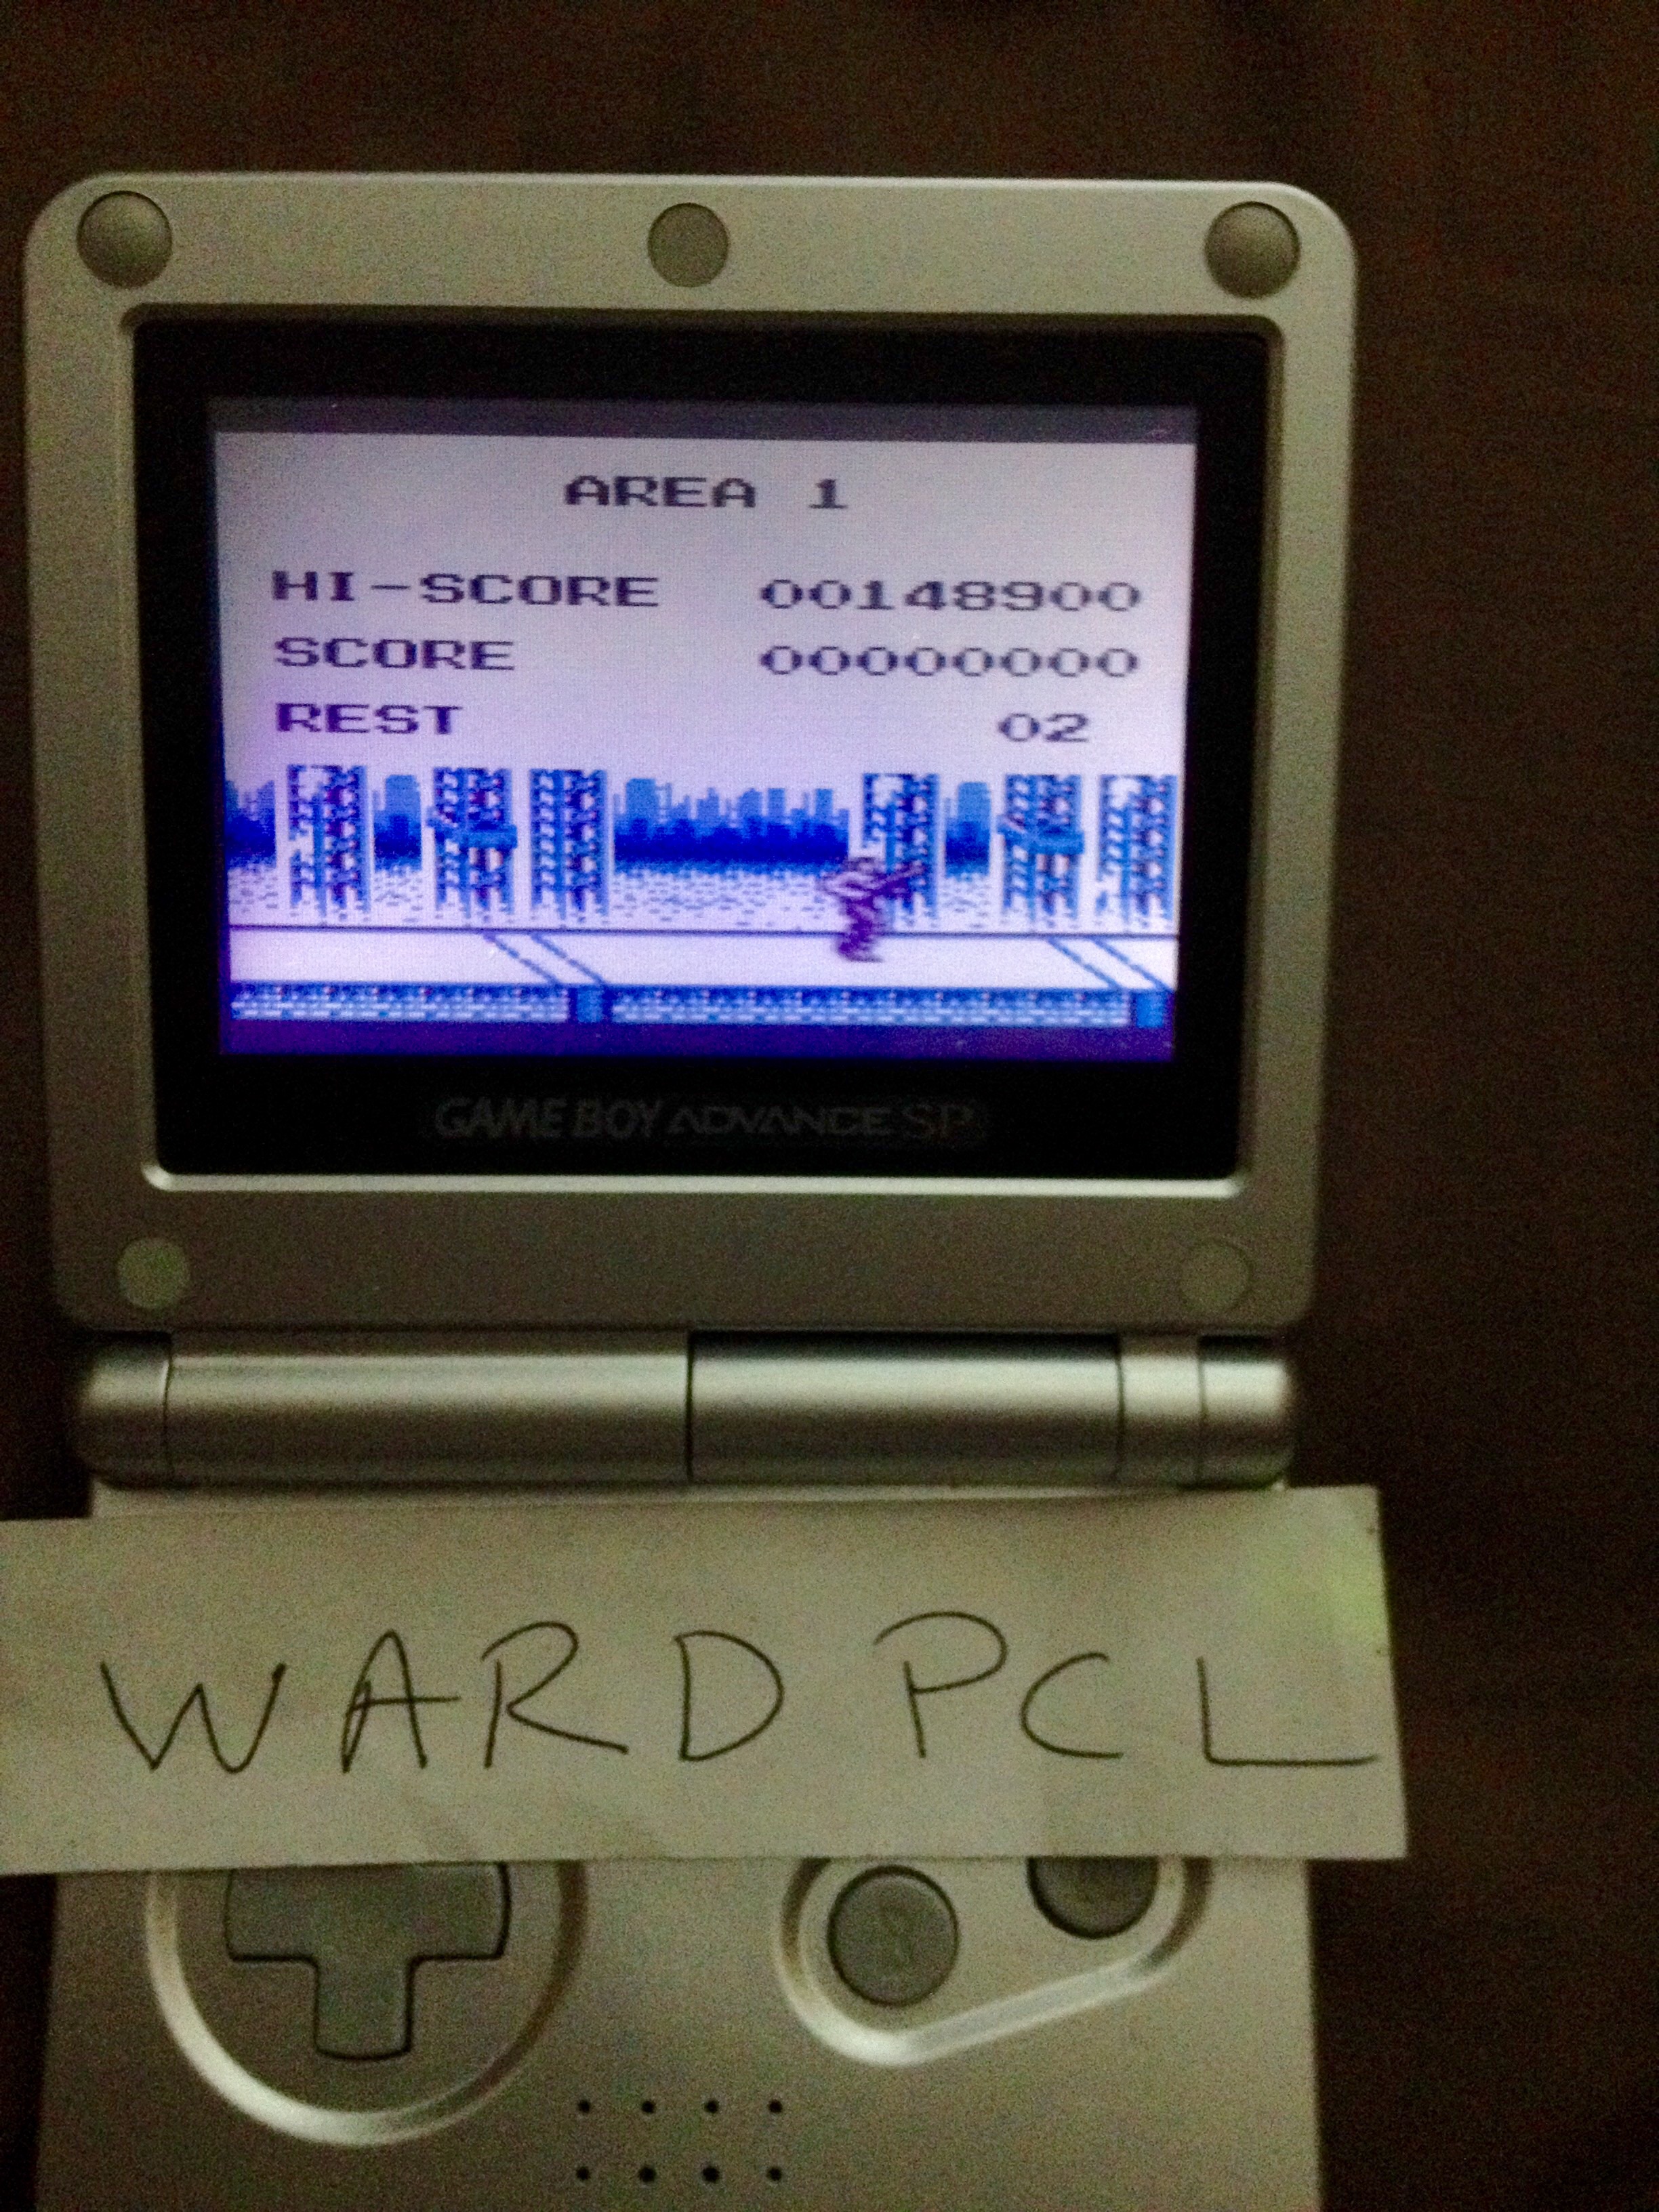 AREA 1
HI-SCORE 00148900
SCORE 00000000
REST 02
GAME BOY ADVANCE SP
WARD PCL